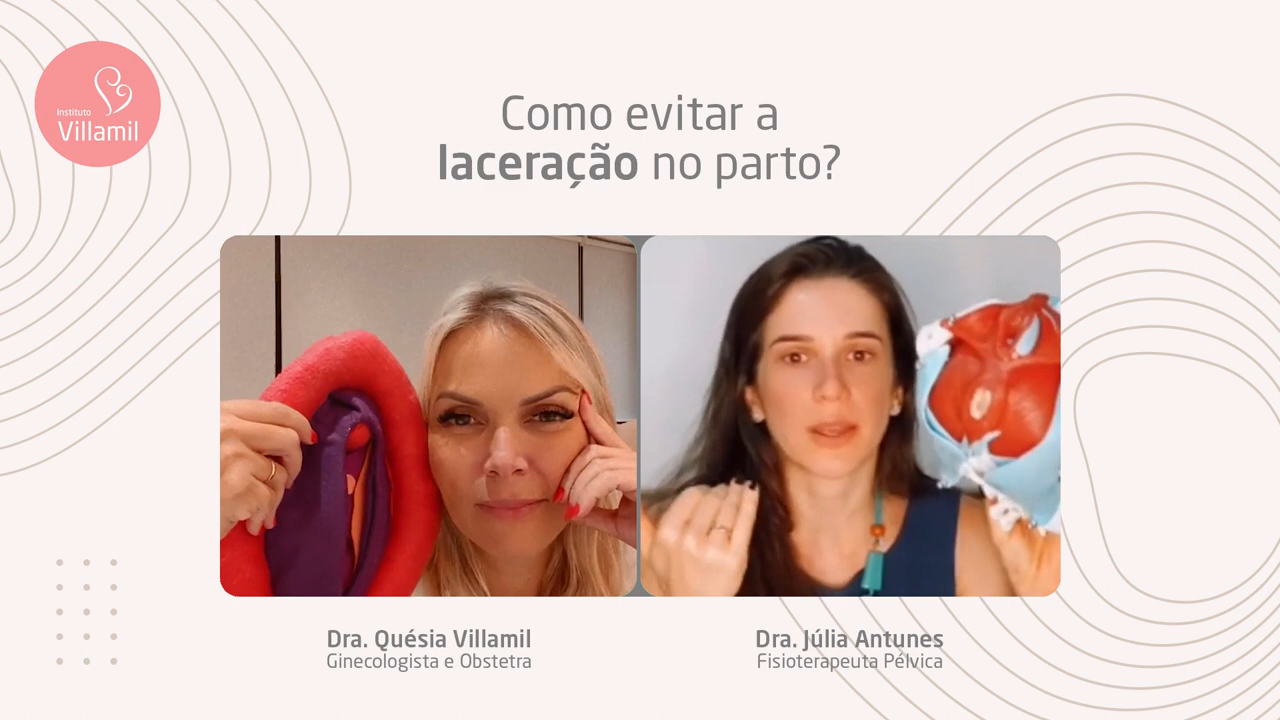 Instituto
Villamil
Como evitar a
laceração no parto?
Dra. Quésia Villamil
Ginecologista e Obstetra
Dra. Júlia Antunes
Fisioterapeuta Pélvica